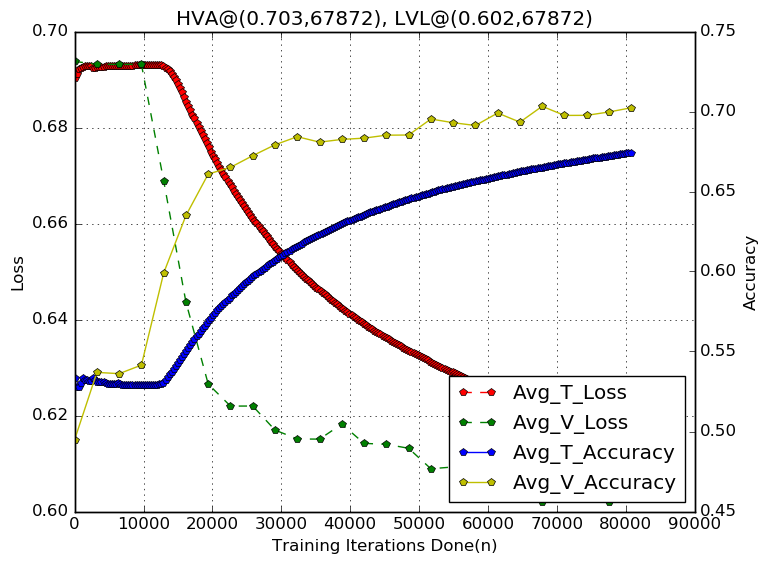 HVA@(0.703,67872), LVL@(0.602,67872)
0.70
0.68
0.66
0.64
0.62
0.60
Loss
0.75
0.70
0.65
0.60
0.55
0.50
0.45
Accuracy
Avg_T_Loss
Avg_V_Loss
Avg_T_Accuracy
Avg_V_Accuracy
0 10000 20000 30000 40000 50000 60000 70000 80000 90000
Training Iterations Done(n)